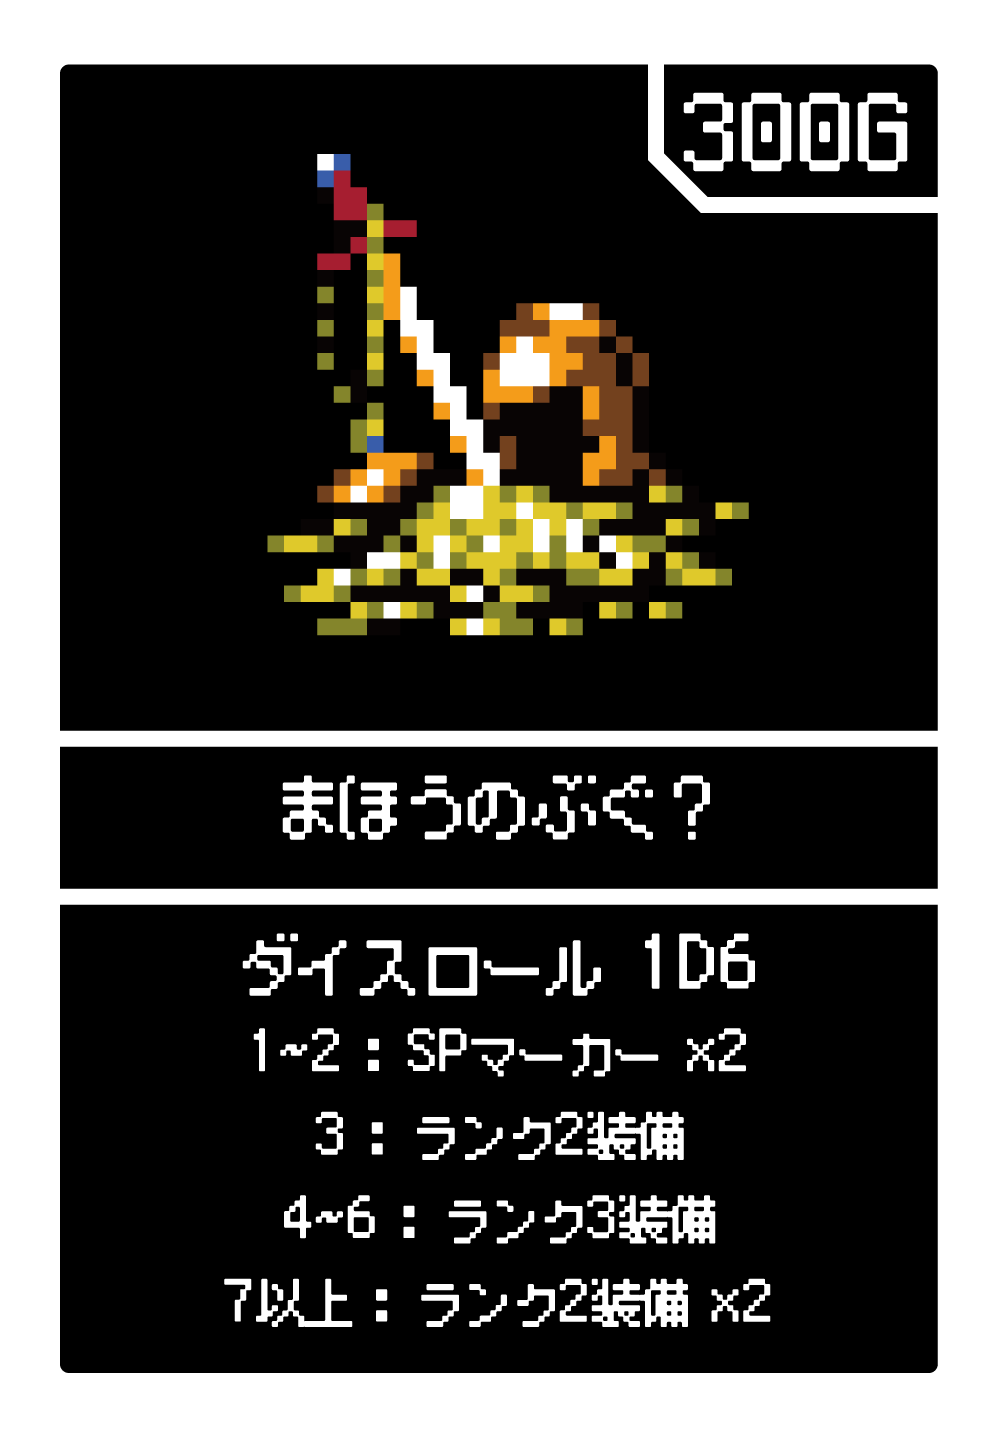 300G
まほうのぶぐ？
ダイスロール 1D6
1~2：SPマーカー x2
3：ランク2装備
4~6：ランク3装備
7以上：ランク2装備 x2